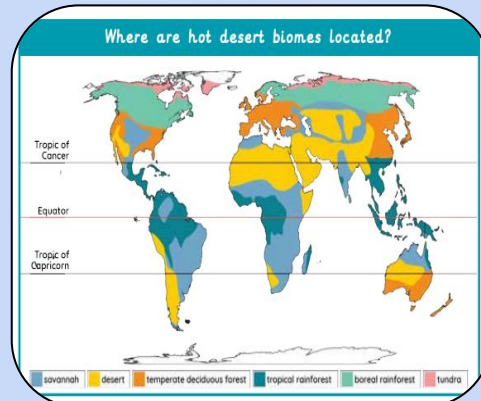 Where are hot desert biomes located?
Tropic of
Cancer
Equator
Tropic of
Capricorn
savannah
desert
temperate deciduous forest
tropical rainforest
boreal rainforest
tundra